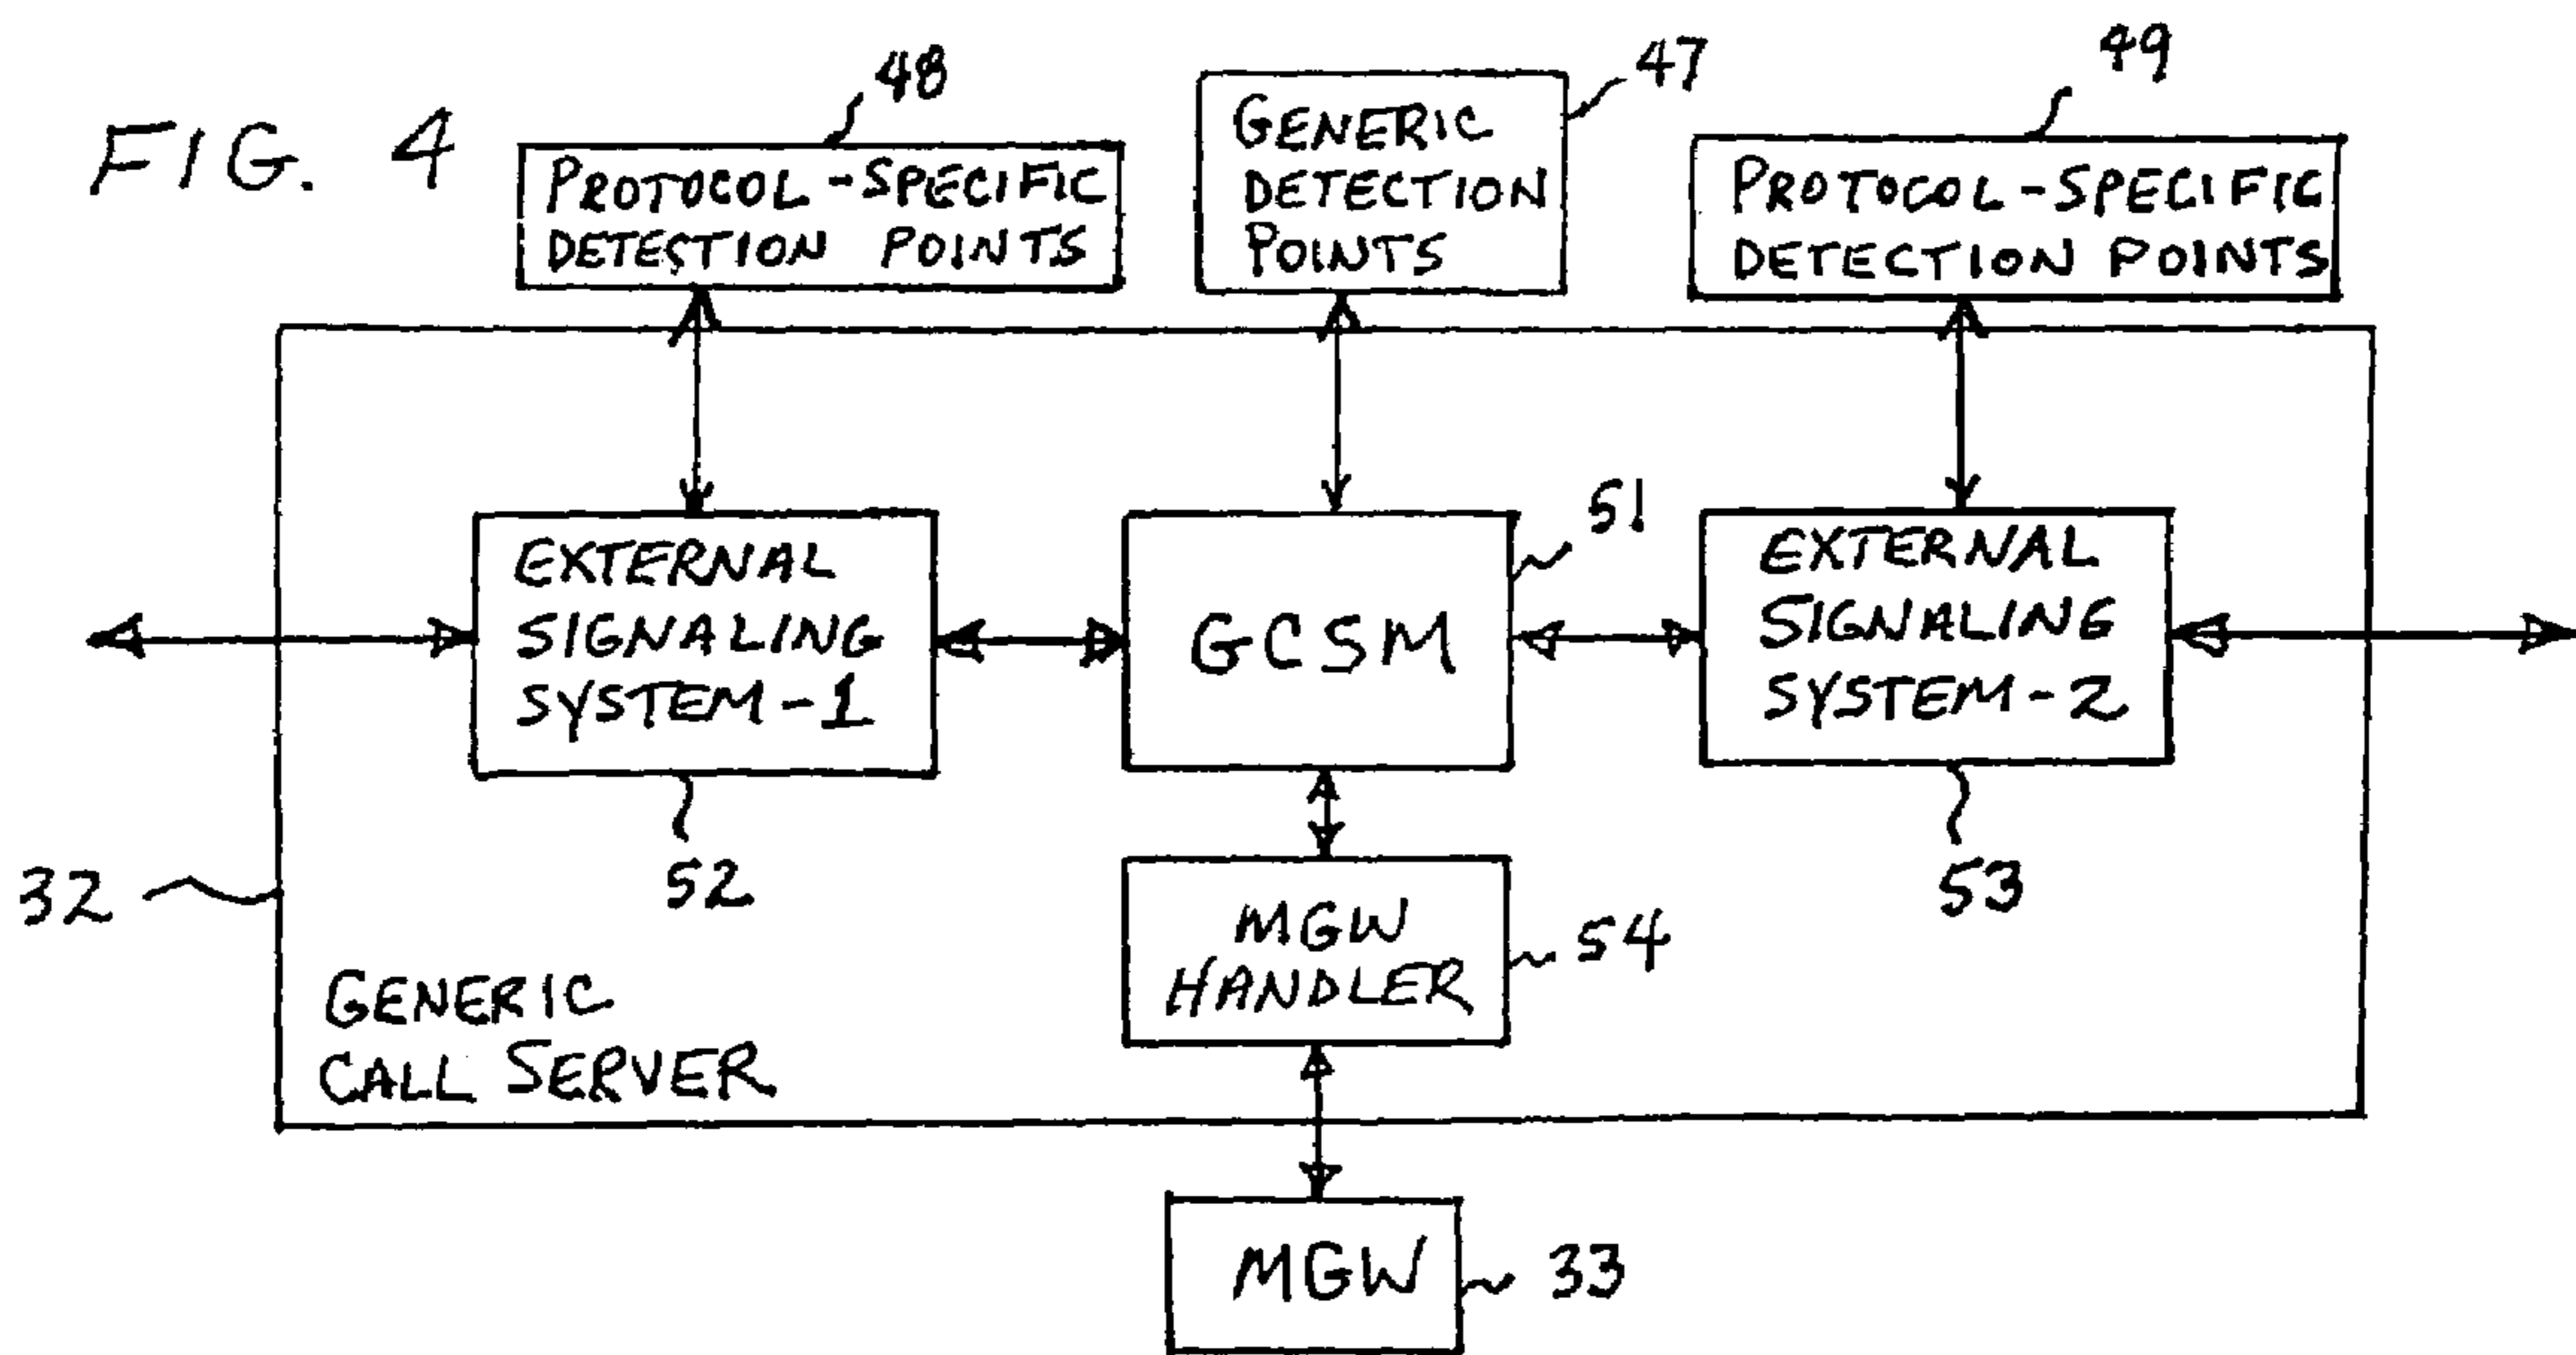 FIG. 4
48
47
49
PROTOCOL-SPECIFIC
DETECTION POINTS
GENERIC
DETECTION
POINTS
PROTOCOL-SPECIFIC
DETECTION POINTS
51
EXTERNAL
SIGNALING
SYSTEM-1
GCSM
EXTERNAL
SIGNALING
SYSTEM-2
52
53
32
MGW
HANDLER
54
GENERIC
CALL SERVER
MGW
33